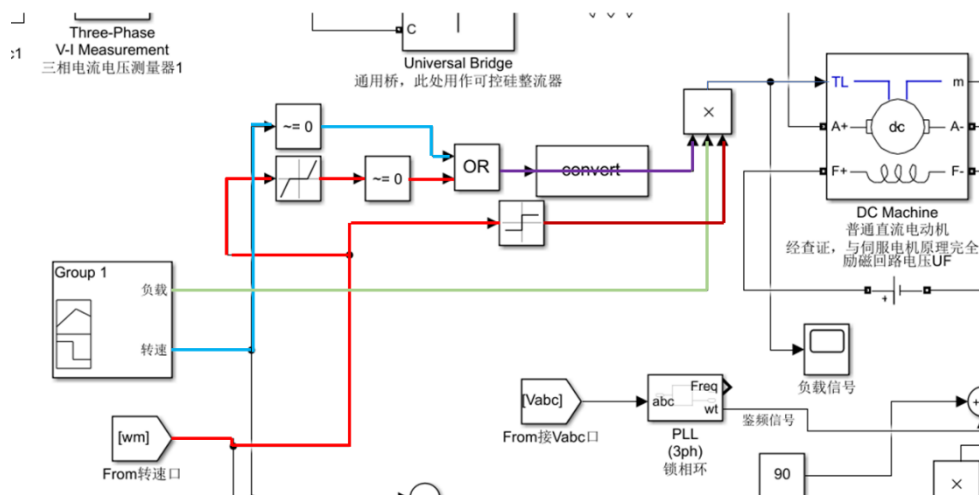 c1
Three-Phase
V-I Measurement
三相电流电压测量器1
C
Universal Bridge
通用桥，此处用作可控硅整流器
~= 0
~= 0
OR
convert
×
TL
m
A+
dc
A-
F+
F-
DC Machine
普通直流电动机
经查证，与伺服电机原理完全
励磁回路电压UF
+
Group 1
负载
转速
[wm]
From转速口
负载信号
[Vabc]
From接Vabc口
abc
Freq
wt
PLL
(3ph)
锁相环
鉴频信号
90
+
×